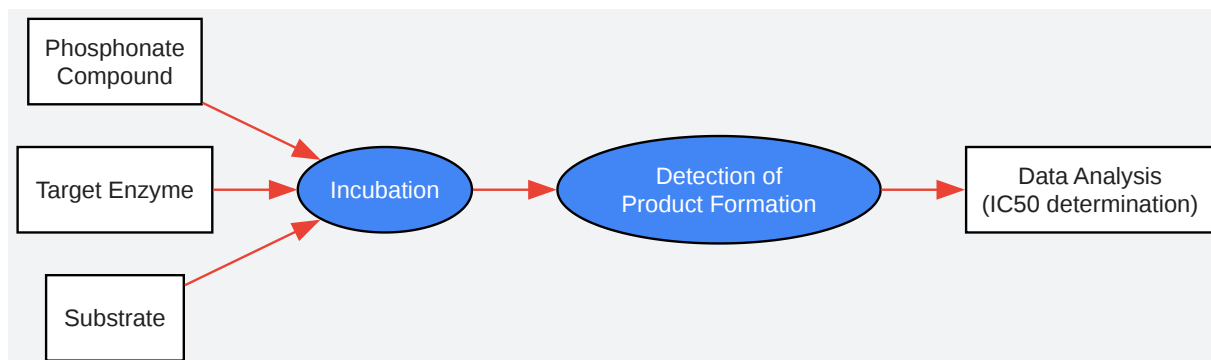 Phosphonate
Compound
Target Enzyme
Substrate
Incubation
Detection of
Product Formation
Data Analysis
(IC50 determination)